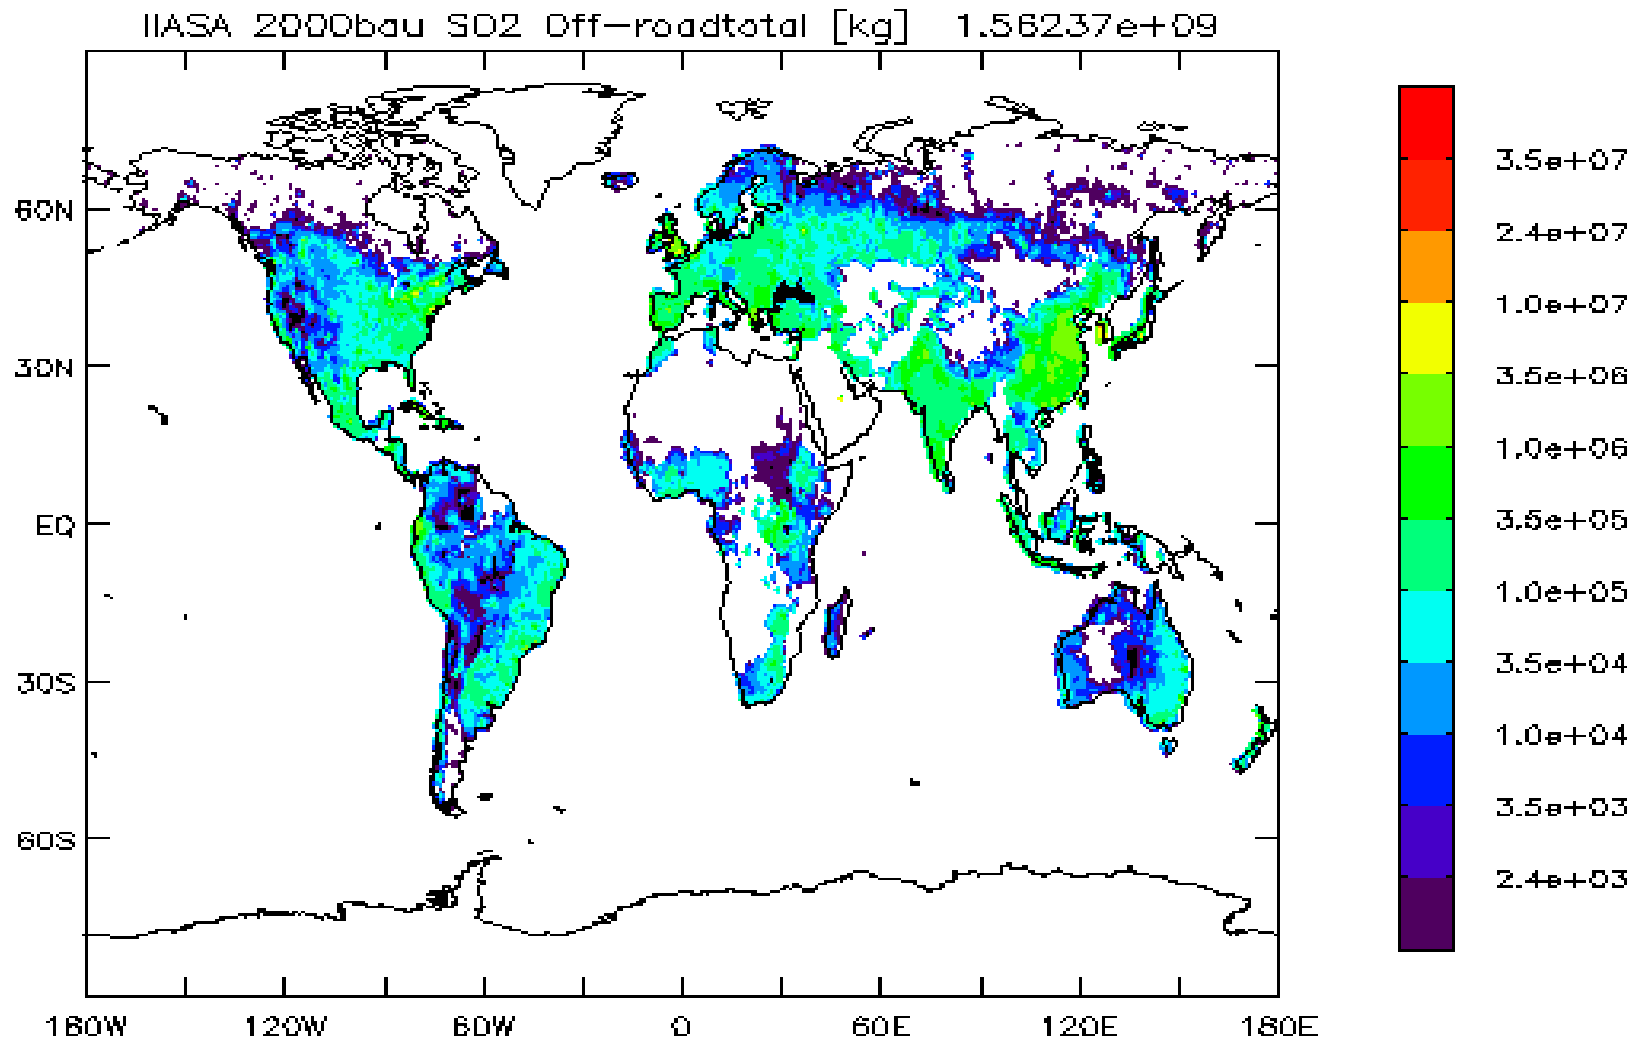 IIASA 2000bau SO2 Off-roadtotal [kg] 1.56237e+09
3.5e+07
2.4e+07
1.0e+07
3.5e+06
1.0e+06
3.5e+05
1.0e+05
3.5e+04
1.0e+04
3.5e+03
2.4e+03
60N
30N
EQ
30S
60S
180W 120W 60W 0 60E 120E 180E